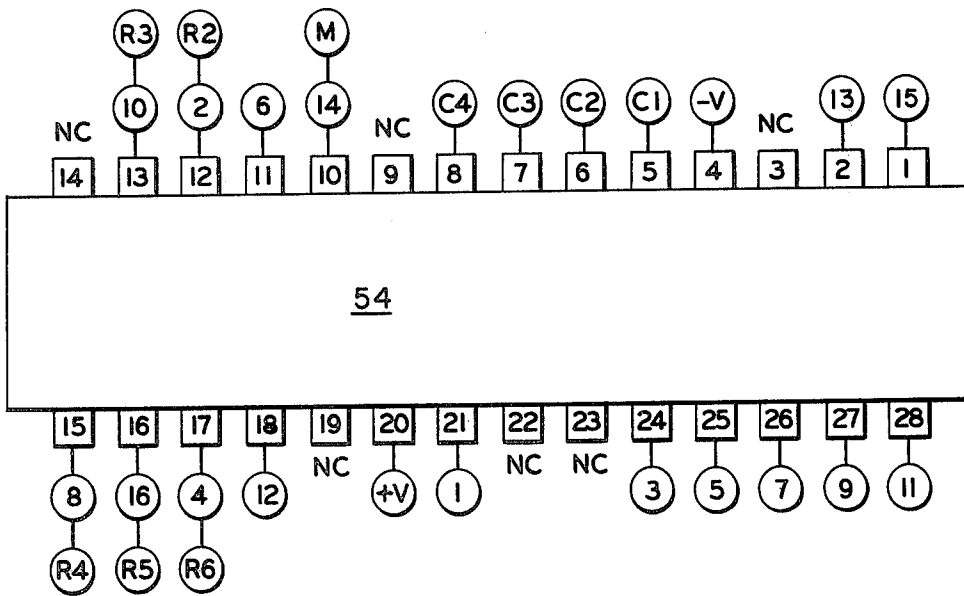 R3 R2 M
10 2 6 14 C4 C3 C2 C1 -V 13 15
NC NC NC
14 13 12 11 10 9 8 7 6 5 4 3 2 1
54
15 16 17 18 19 20 21 22 23 24 25 26 27 28
NC NC NC
8 16 4 12 +V 1 3 5 7 9 11
R4 R5 R6